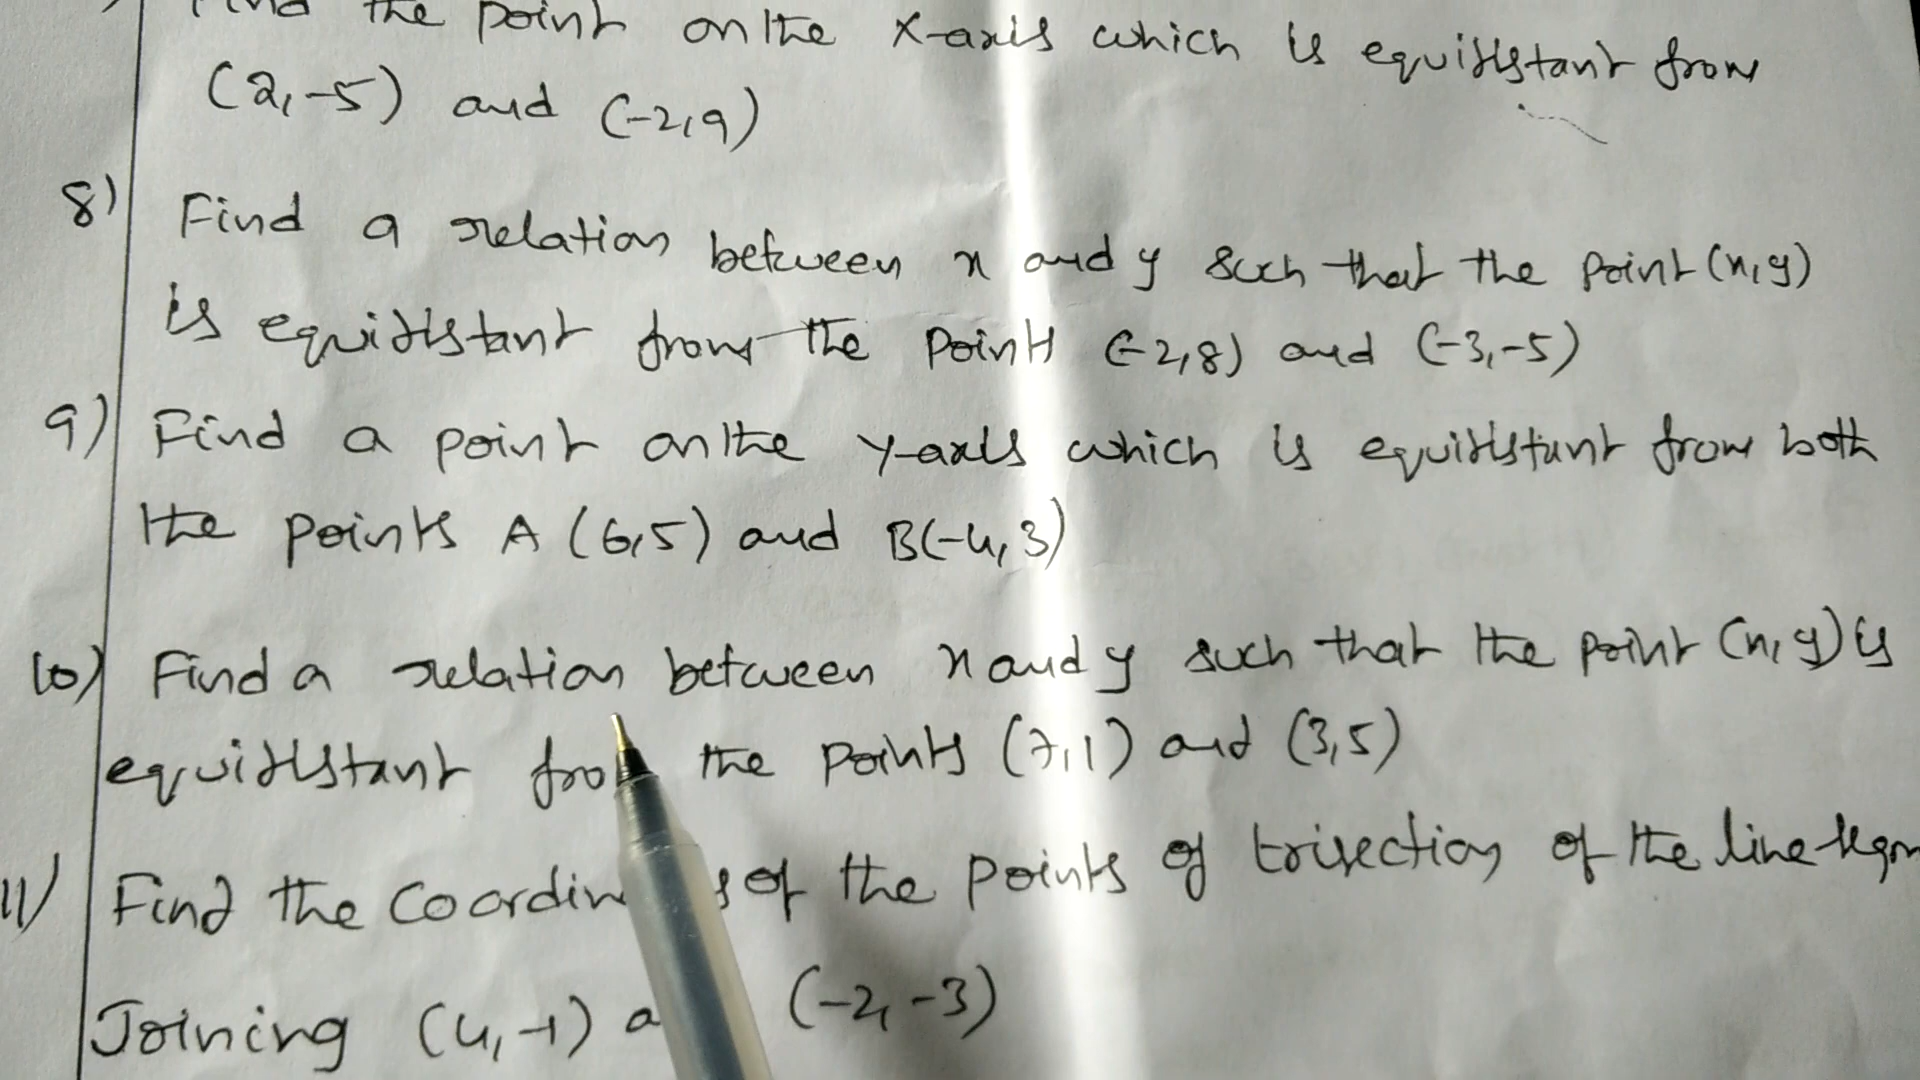 Find the point on the X-axis which is equidistant from
(2,-5) and (-2,9)
8) Find a relation between x and y such that the point (x,y)
is equidistant from the point (-2,8) and (-3,-5)
9) Find a point on the y-axis which is equidistant from both
the points A (6,5) and B(-4,3)
10) Find a relation between x and y such that the point (x,y) is
equidistant fro the points (7,1) and (3,5)
11) Find the Coordin s of the points of trisection of the line segm
Joining (4,-1) a (-2,-3)